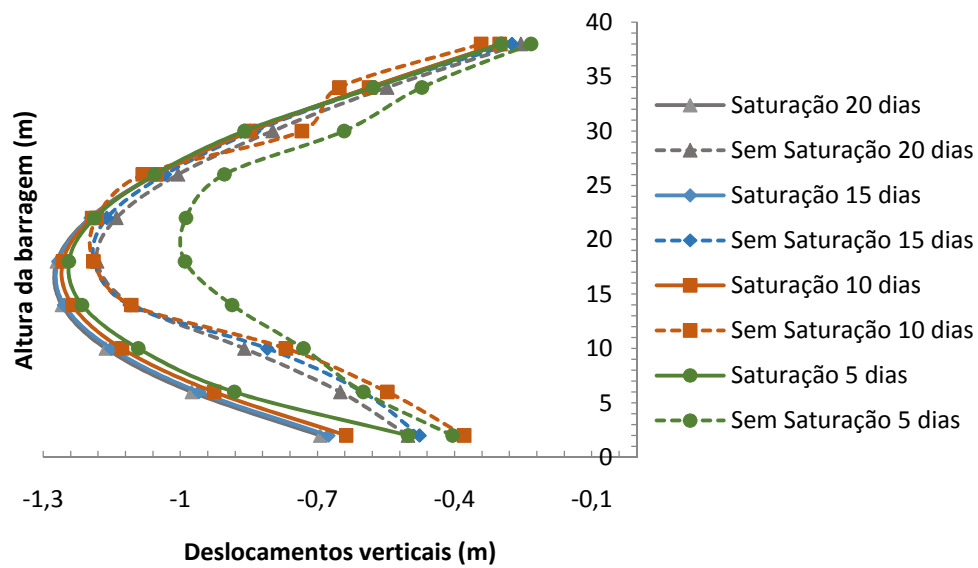 Altura da barragem (m)
40
35
30
25
20
15
10
5
0
-1,3
-1
-0,7
-0,4
-0,1
Deslocamentos verticais (m)
Saturação 20 dias
Sem Saturação 20 dias
Saturação 15 dias
Sem Saturação 15 dias
Saturação 10 dias
Sem Saturação 10 dias
Saturação 5 dias
Sem Saturação 5 dias